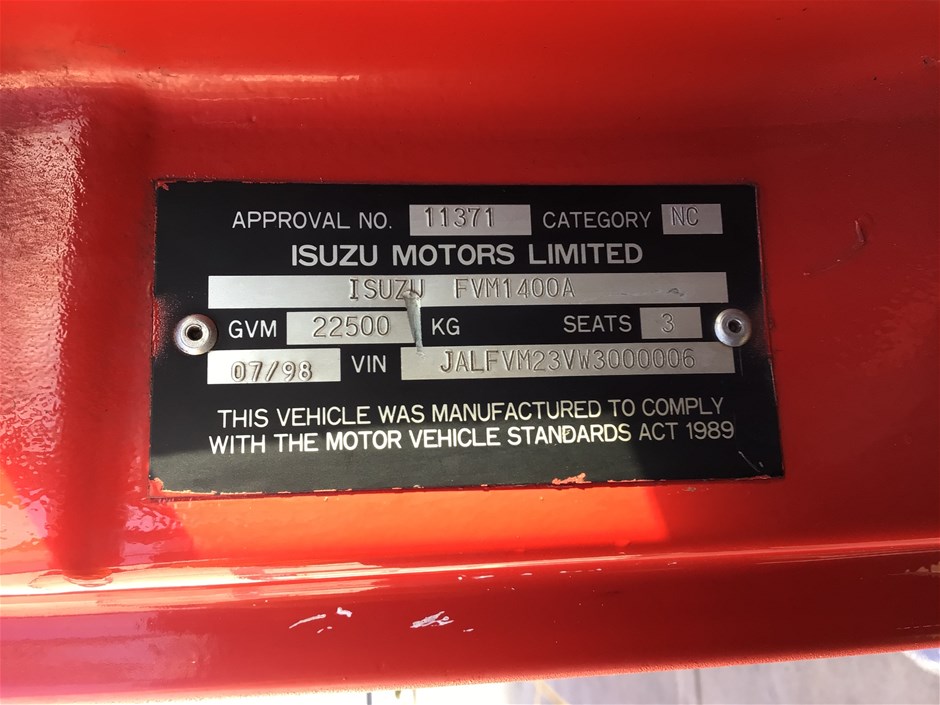 APPROVAL NO. 11371 CATEGORY NC
ISUZU MOTORS LIMITED
ISUZU FVM1400A
GVM 22500 KG SEATS 3
07/98 VIN JALFVM23VW3000006
THIS VEHICLE WAS MANUFACTURED TO COMPLY
WITH THE MOTOR VEHICLE STANDARDS ACT 1989